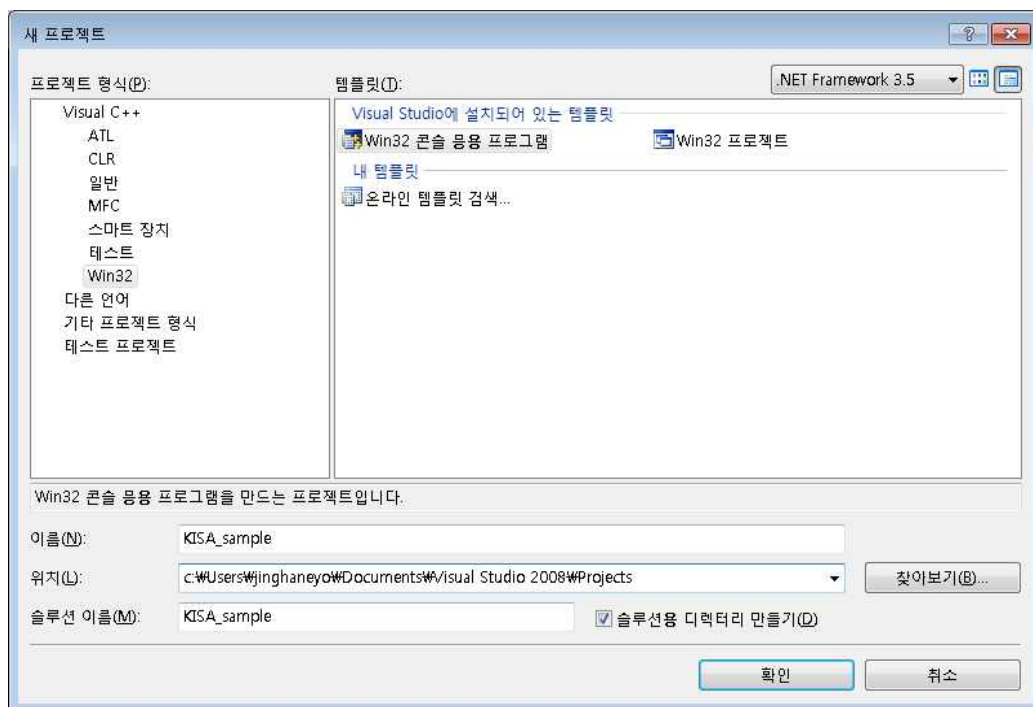 새 프로젝트
프로젝트 형식(P):
템플릿(T):
.NET Framework 3.5
Visual C++
ATL
CLR
일반
MFC
스마트 장치
테스트
Win32
다른 언어
기타 프로젝트 형식
테스트 프로젝트
Visual Studio에 설치되어 있는 템플릿
Win32 콘솔 응용 프로그램
Win32 프로젝트
내 템플릿
온라인 템플릿 검색...
Win32 콘솔 응용 프로그램을 만드는 프로젝트입니다.
이름(N):
KISA_sample
위치(L):
c:₩Users₩jinghaneyo₩Documents₩Visual Studio 2008₩Projects
찾아보기(B)...
솔루션 이름(M):
KISA_sample
솔루션용 디렉터리 만들기(D)
확인
취소